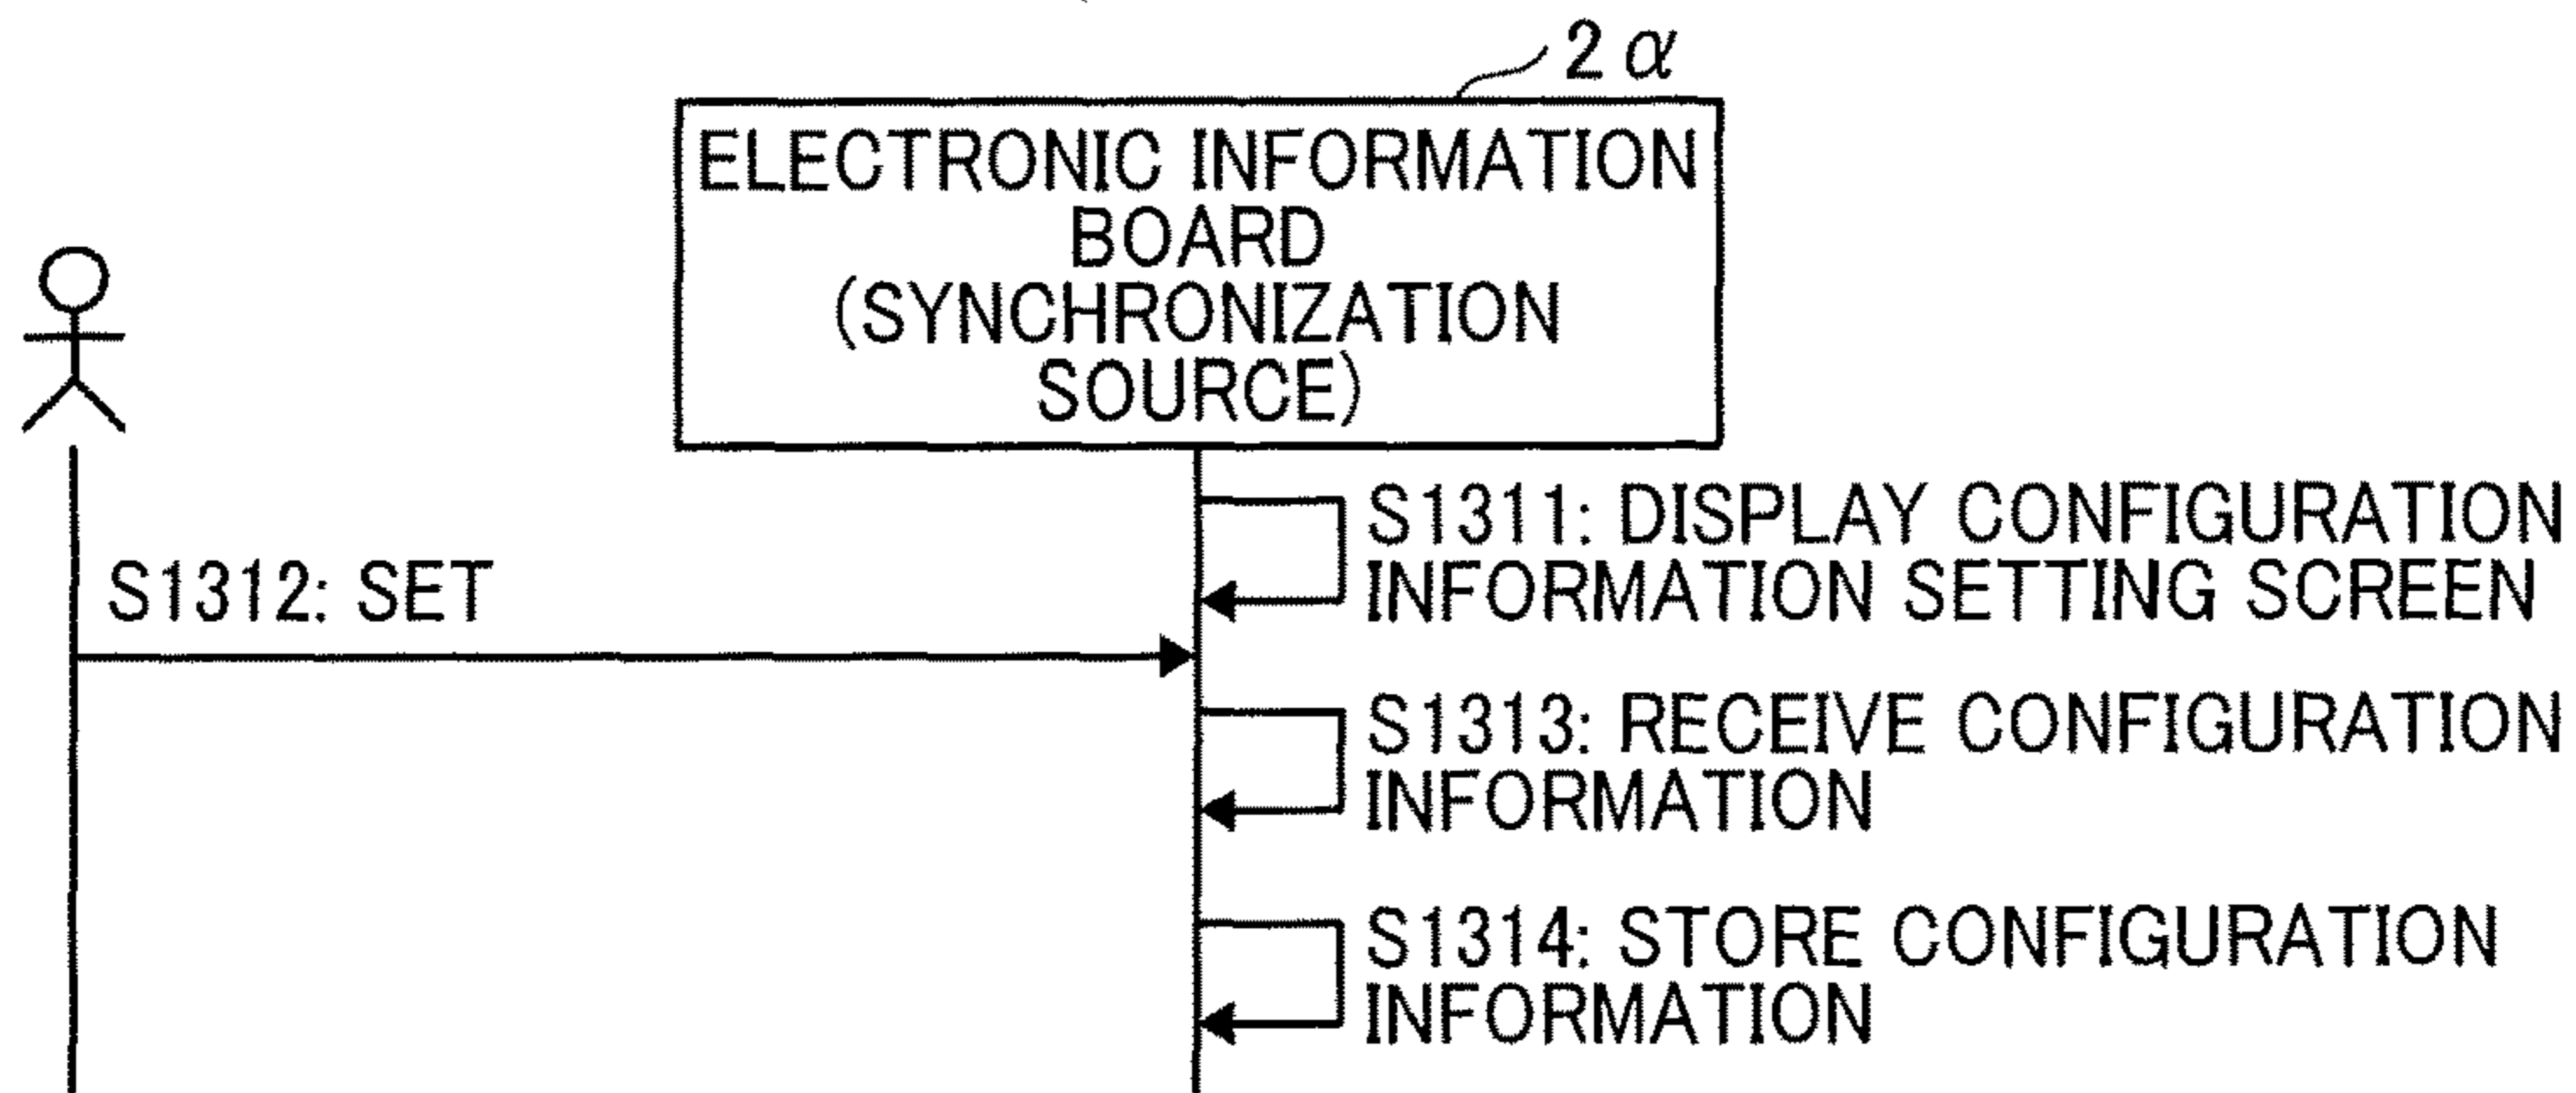 2α
ELECTRONIC INFORMATION
BOARD
(SYNCHRONIZATION
SOURCE)
S1311: DISPLAY CONFIGURATION
INFORMATION SETTING SCREEN
S1312: SET
S1313: RECEIVE CONFIGURATION
INFORMATION
S1314: STORE CONFIGURATION
INFORMATION